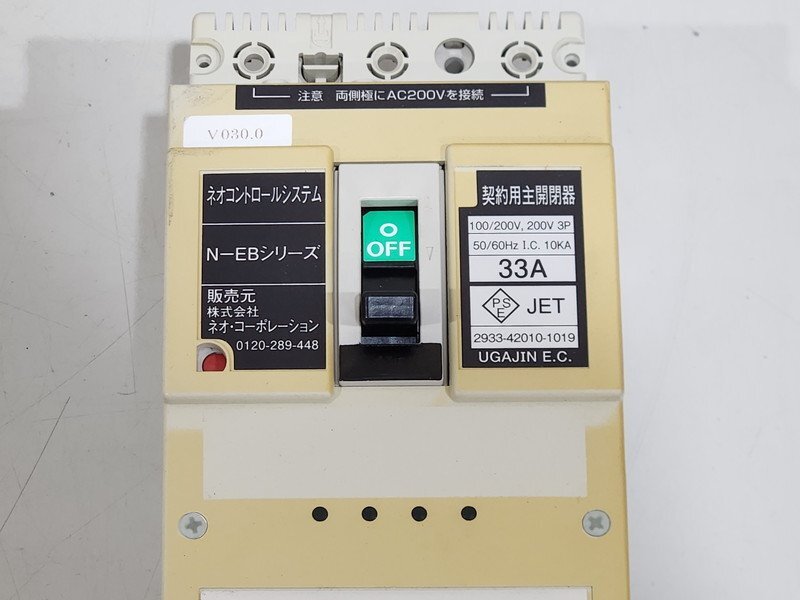 注意 両側極にAC200Vを接続
V030.0
ネオコントロールシステム
N-EBシリーズ
販売元
株式会社
ネオ・コーポレーション
0120-289-448
O
OFF
7
契約用主開閉器
100/200V, 200V 3P
50/60Hz I.C. 10KA
33A
PSE JET
2933-42010-1019
UGAJIN E.C.